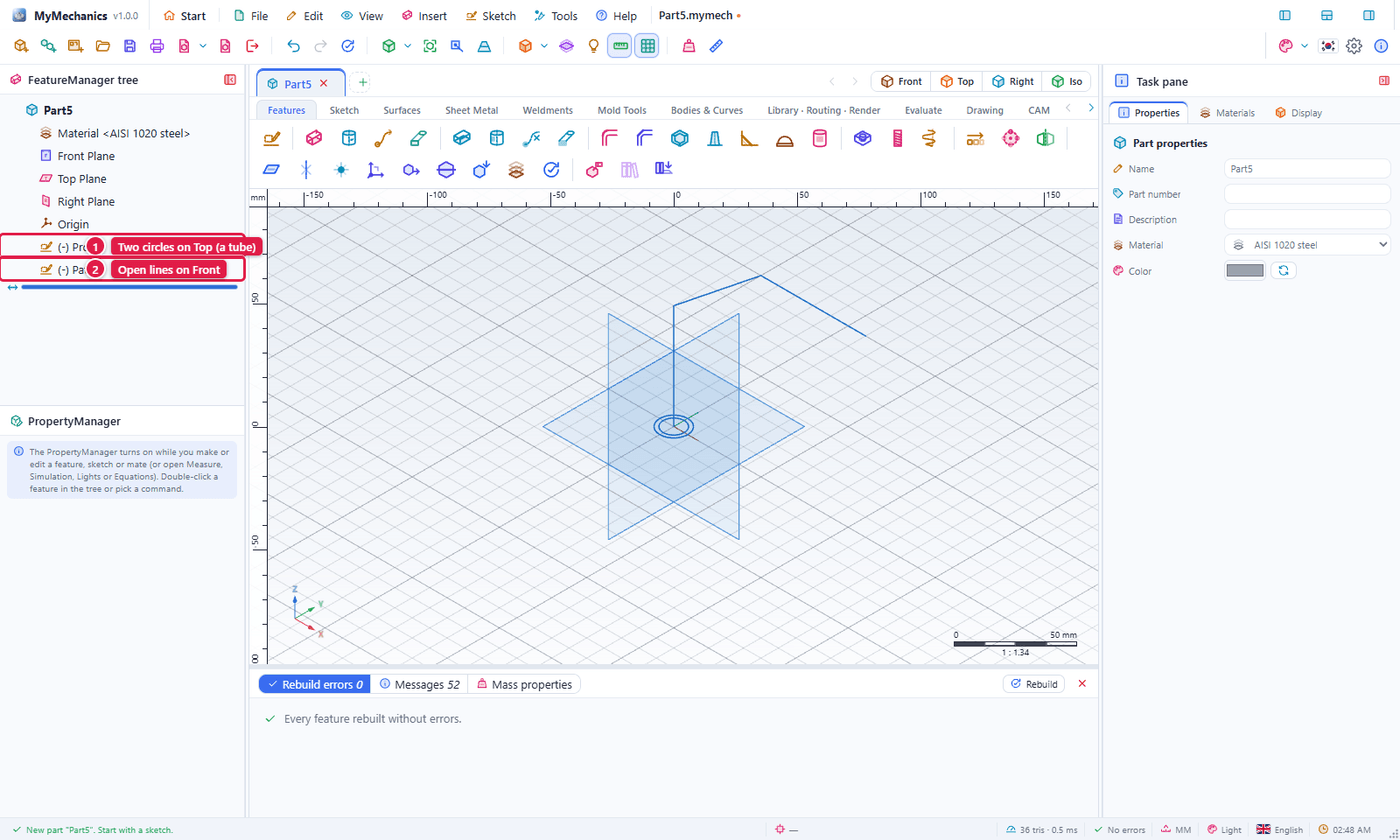 MyMechanics v1.0.0 Start File Edit View Insert Sketch Tools Help Part5.mymech
FeatureManager tree
Part5
Material <AISI 1020 steel>
Front Plane
Top Plane
Right Plane
Origin
(-) Pro 1 Two circles on Top (a tube)
(-) Pa 2 Open lines on Front
PropertyManager
The PropertyManager turns on while you make or
edit a feature, sketch or mate (or open Measure,
Simulation, Lights or Equations). Double-click a
feature in the tree or pick a command.
Part5
Front Top Right Iso
Features Sketch Surfaces Sheet Metal Weldments Mold Tools Bodies & Curves Library · Routing · Render Evaluate Drawing CAM
mm -150 -100 -50 0 50 100 150
50
0
-50
00
Z
Y
X
0 50 mm
1 : 1.34
Rebuild errors 0 Messages 52 Mass properties Rebuild
Every feature rebuilt without errors.
Task pane
Properties Materials Display
Part properties
Name Part5
Part number
Description
Material AISI 1020 steel
Color
New part "Part5". Start with a sketch. — 36 tris · 0.5 ms No errors MM Light English 02:48 AM